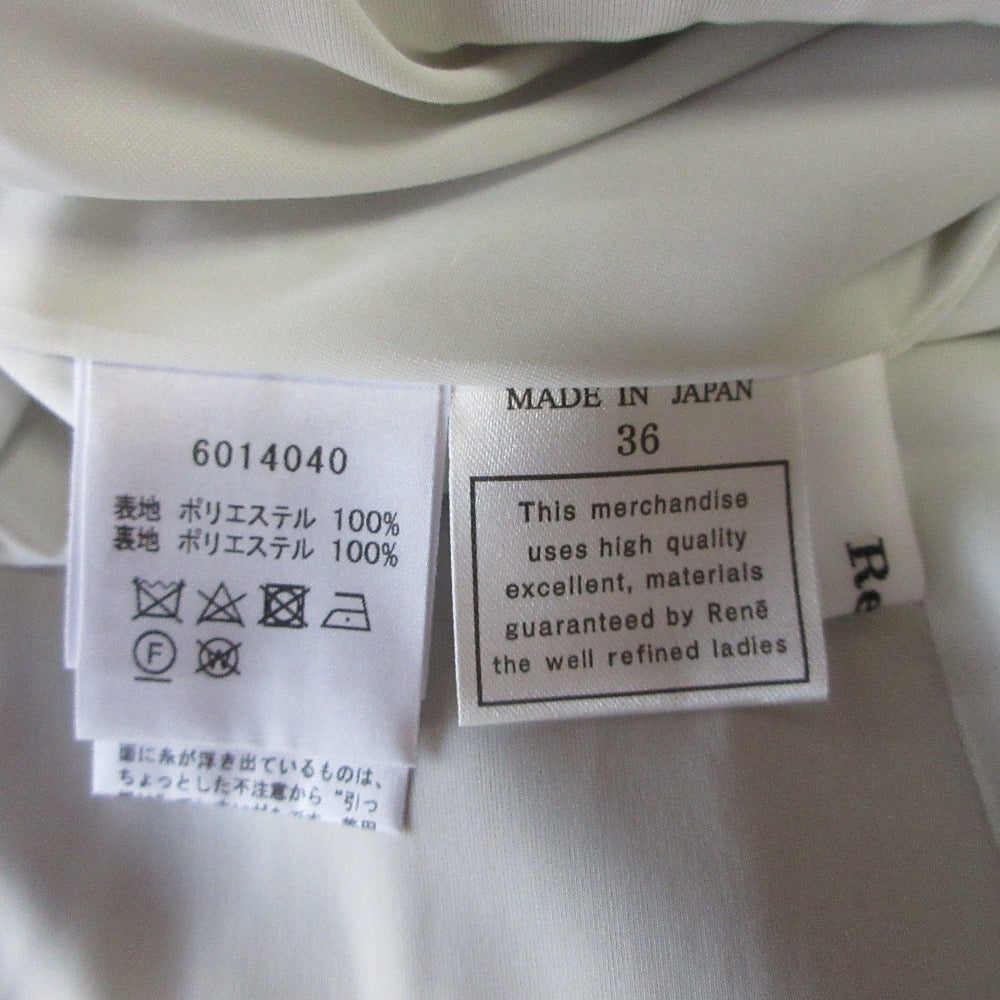 6014040
表地 ポリエステル 100%
表地 ポリエステル 100%
F
W
面に糸が浮き出ているものは、
ちょっとした不注意から "引っ
MADE IN JAPAN
36
This merchandise
uses high quality
excellent, materials
guaranteed by Renē
the well refined ladies
Re